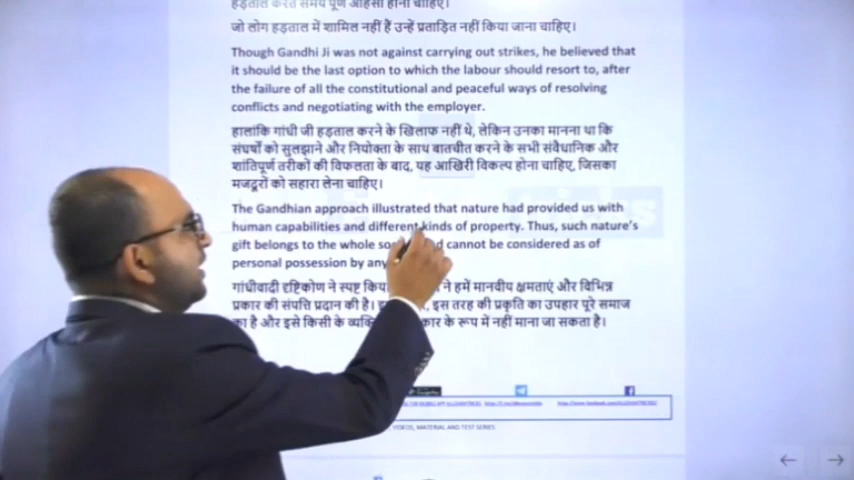 हड़ताल करते समय पूर्ण अहिंसा होनी चाहिए।
जो लोग हड़ताल में शामिल नहीं हैं उन्हें प्रताड़ित नहीं किया जाना चाहिए।
Though Gandhi Ji was not against carrying out strikes, he believed that
it should be the last option to which the labour should resort to, after
the failure of all the constitutional and peaceful ways of resolving
conflicts and negotiating with the employer.
हालांकि गांधी जी हड़ताल करने के खिलाफ नहीं थे, लेकिन उनका मानना था कि
संघर्षों को सुलझाने और नियोक्ता के साथ बातचीत करने के सभी संवैधानिक और
शांतिपूर्ण तरीकों की विफलता के बाद, यह आखिरी विकल्प होना चाहिए, जिसका
मजदूरों को सहारा लेना चाहिए।
The Gandhian approach illustrated that nature had provided us with
human capabilities and different kinds of property. Thus, such nature's
gift belongs to the whole so d cannot be considered as of
personal possession by any
गांधीवादी दृष्टिकोण ने स्पष्ट किया ने हमें मानवीय क्षमताएं और विभिन्न
प्रकार की संपत्ति प्रदान की है। इस तरह की प्रकृति का उपहार पूरे समाज
का है और इसे किसी के व्यक्ति कार के रूप में नहीं माना जा सकता है।
VIDEOS, MATERIAL AND TEST SERIES